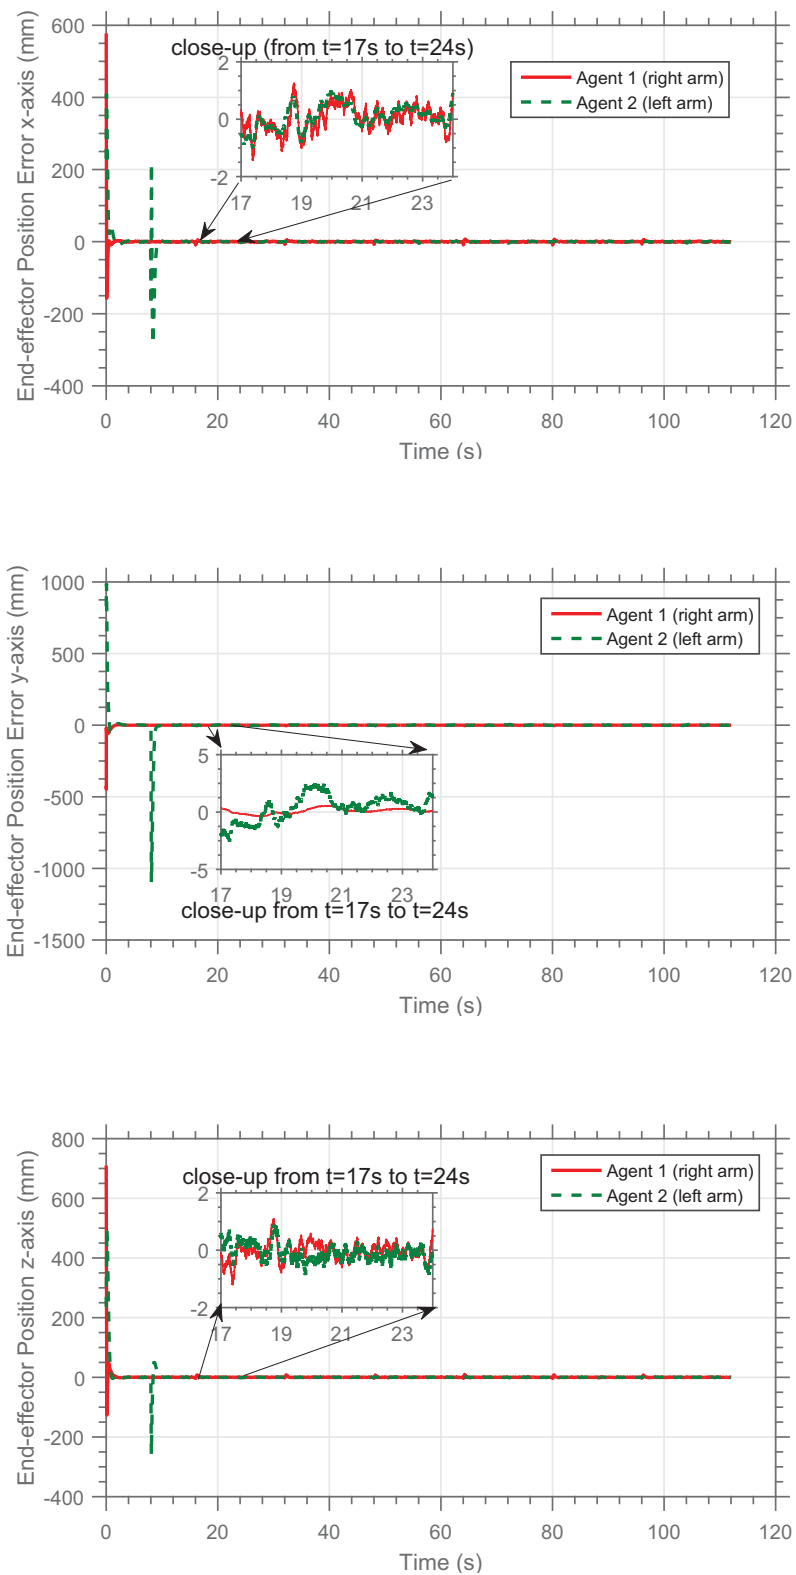 End-effector Position Error x-axis (mm)
600
400
200
0
-200
-400
close-up (from t=17s to t=24s)
2
0
-2
17 19 21 23
Agent 1 (right arm)
Agent 2 (left arm)
0 20 40 60 80 100 120
Time (s)
End-effector Position Error y-axis (mm)
1000
500
0
-500
-1000
-1500
Agent 1 (right arm)
Agent 2 (left arm)
5
0
-5
17 19 21 23
close-up from t=17s to t=24s
0 20 40 60 80 100 120
Time (s)
End-effector Position z-axis (mm)
800
600
400
200
0
-200
-400
close-up from t=17s to t=24s
2
0
-2
17 19 21 23
Agent 1 (right arm)
Agent 2 (left arm)
0 20 40 60 80 100 120
Time (s)